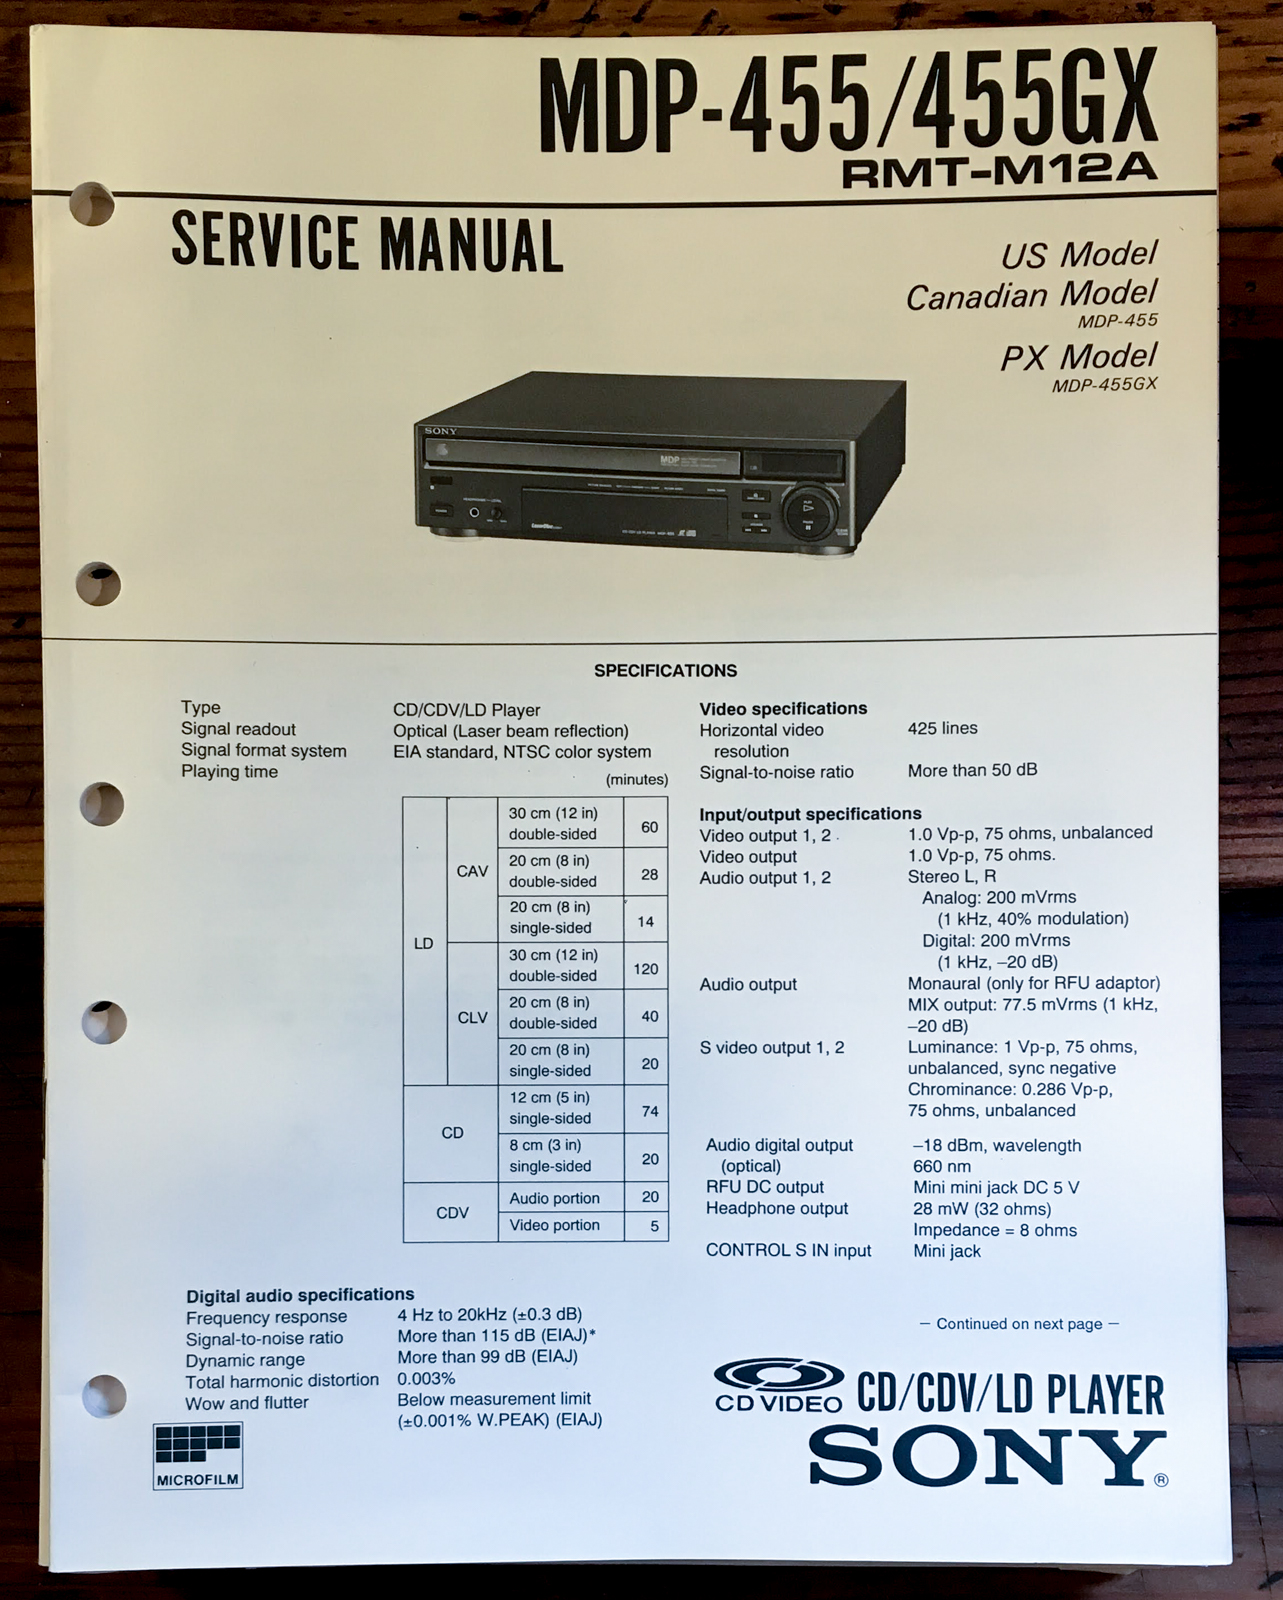 MDP-455/455GX
RMT-M12A
SERVICE MANUAL
US Model
Canadian Model
MDP-455
PX Model
MDP-455GX
SONY
MDP
LaserDisc
SPECIFICATIONS
Type CD/CDV/LD Player
Signal readout Optical (Laser beam reflection)
Signal format system EIA standard, NTSC color system
Playing time
(minutes)
LD
CAV
30 cm (12 in)
double-sided 60
20 cm (8 in)
double-sided 28
20 cm (8 in)
single-sided 14
CLV
30 cm (12 in)
double-sided 120
20 cm (8 in)
double-sided 40
20 cm (8 in)
single-sided 20
CD
12 cm (5 in)
single-sided 74
8 cm (3 in)
single-sided 20
CDV
Audio portion 20
Video portion 5
Digital audio specifications
Frequency response 4 Hz to 20kHz (±0.3 dB)
Signal-to-noise ratio More than 115 dB (EIAJ)*
Dynamic range More than 99 dB (EIAJ)
Total harmonic distortion 0.003%
Wow and flutter Below measurement limit
(±0.001% W.PEAK) (EIAJ)
Video specifications
Horizontal video 425 lines
resolution
Signal-to-noise ratio More than 50 dB
Input/output specifications
Video output 1, 2 1.0 Vp-p, 75 ohms, unbalanced
Video output 1.0 Vp-p, 75 ohms.
Audio output 1, 2 Stereo L, R
Analog: 200 mVrms
(1 kHz, 40% modulation)
Digital: 200 mVrms
(1 kHz, –20 dB)
Audio output Monaural (only for RFU adaptor)
MIX output: 77.5 mVrms (1 kHz,
–20 dB)
S video output 1, 2 Luminance: 1 Vp-p, 75 ohms,
unbalanced, sync negative
Chrominance: 0.286 Vp-p,
75 ohms, unbalanced
Audio digital output –18 dBm, wavelength
(optical) 660 nm
RFU DC output Mini mini jack DC 5 V
Headphone output 28 mW (32 ohms)
Impedance = 8 ohms
CONTROL S IN input Mini jack
– Continued on next page –
CD VIDEO CD/CDV/LD PLAYER
SONY®
MICROFILM